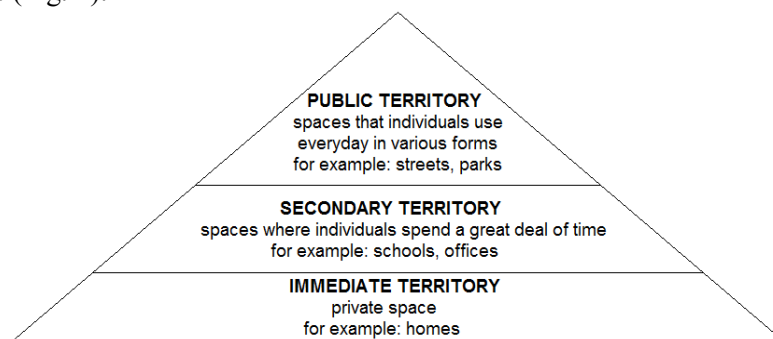 PUBLIC TERRITORY
spaces that individuals use
everyday in various forms
for example: streets, parks
SECONDARY TERRITORY
spaces where individuals spend a great deal of time
for example: schools, offices
IMMEDIATE TERRITORY
private space
for example: homes